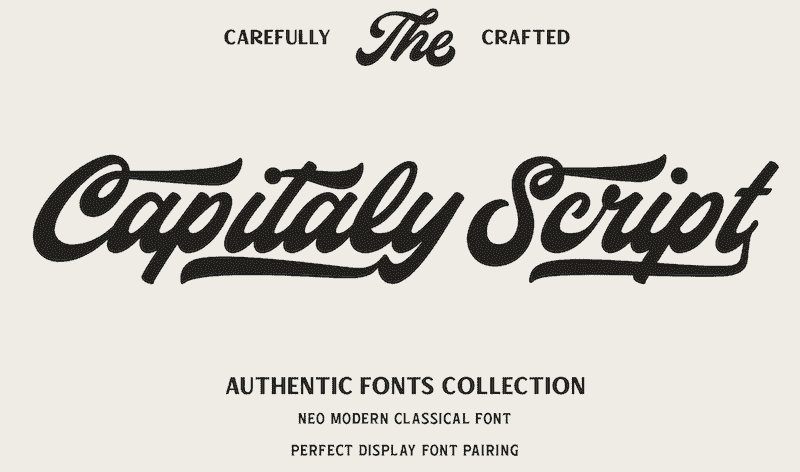 CAREFULLY The CRAFTED
Capitaly Script
AUTHENTIC FONTS COLLECTION
NEO MODERN CLASSICAL FONT
PERFECT DISPLAY FONT PAIRING